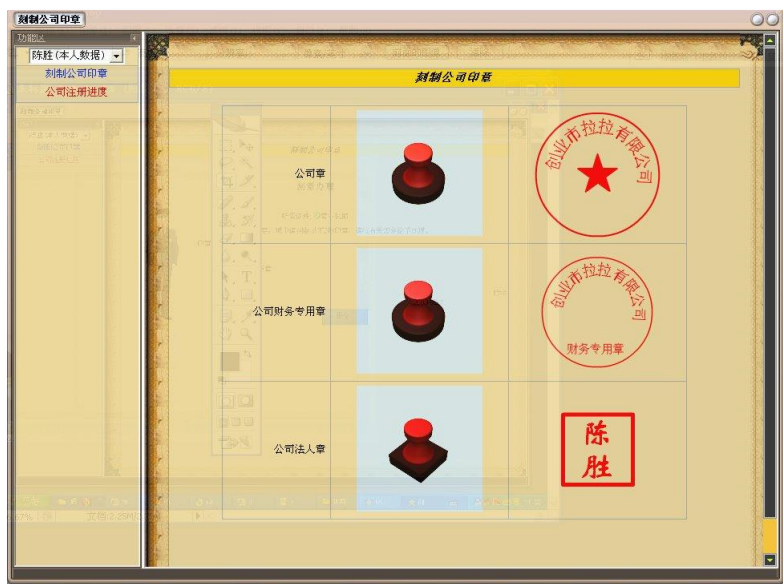 刻制公司印章
功能区
陈胜(本人数据)
刻制公司印章
公司注册进度
刻制公司印章
公司章
创业市拉拉有限公司
公司财务专用章
创业市拉拉有限公司
财务专用章
公司法人章
陈
胜